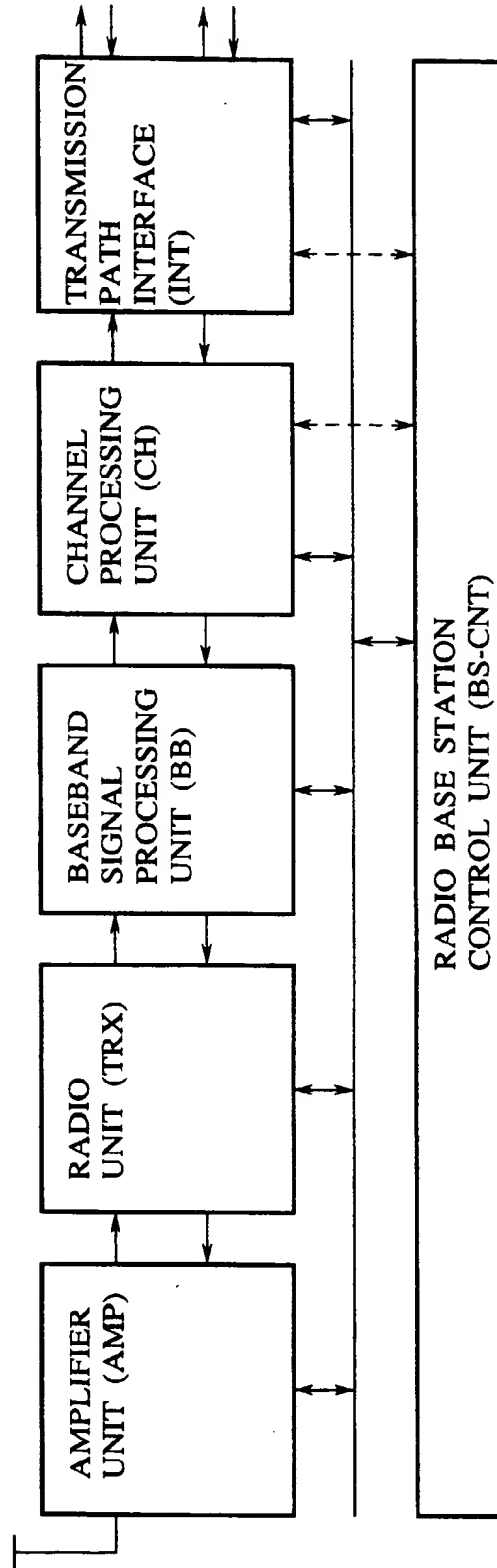 AMPLIFIER
UNIT (AMP)
RADIO
UNIT (TRX)
BASEBAND
SIGNAL
PROCESSING
UNIT (BB)
CHANNEL
PROCESSING
UNIT (CH)
TRANSMISSION
PATH
INTERFACE
(INT)
RADIO BASE STATION
CONTROL UNIT (BS-CNT)